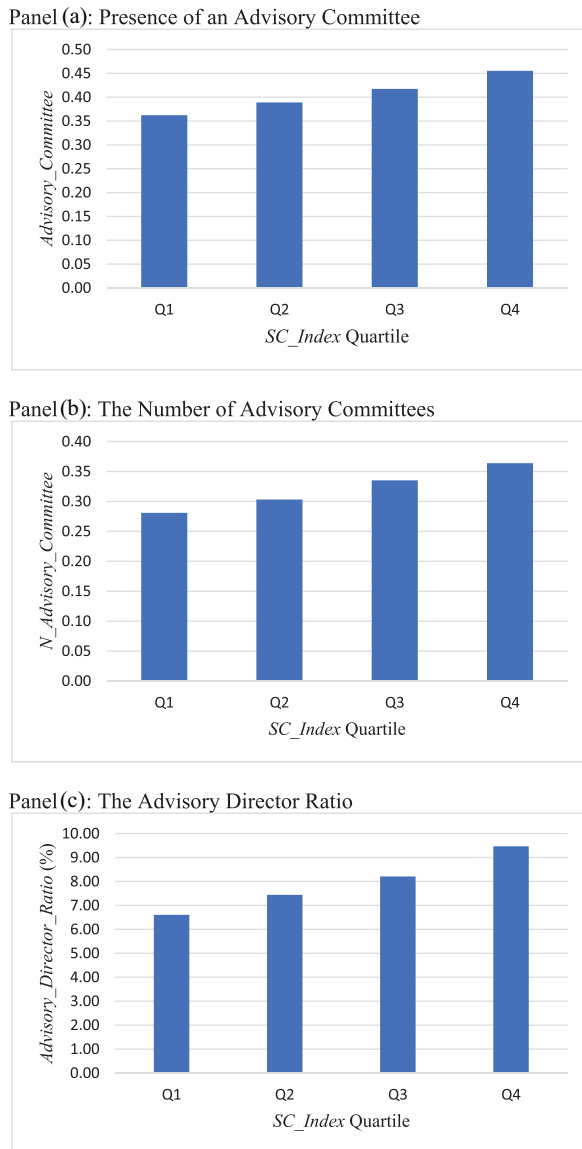 Panel (a): Presence of an Advisory Committee
0.50
0.45
0.40
0.35
0.30
0.25
0.20
0.15
0.10
0.05
0.00
Advisory_Committee
Q1 Q2 Q3 Q4
SC_Index Quartile
Panel (b): The Number of Advisory Committees
0.40
0.35
0.30
0.25
0.20
0.15
0.10
0.05
0.00
N_Advisory_Committee
Q1 Q2 Q3 Q4
SC_Index Quartile
Panel (c): The Advisory Director Ratio
10.00
9.00
8.00
7.00
6.00
5.00
4.00
3.00
2.00
1.00
0.00
Advisory_Director_Ratio (%)
Q1 Q2 Q3 Q4
SC_Index Quartile